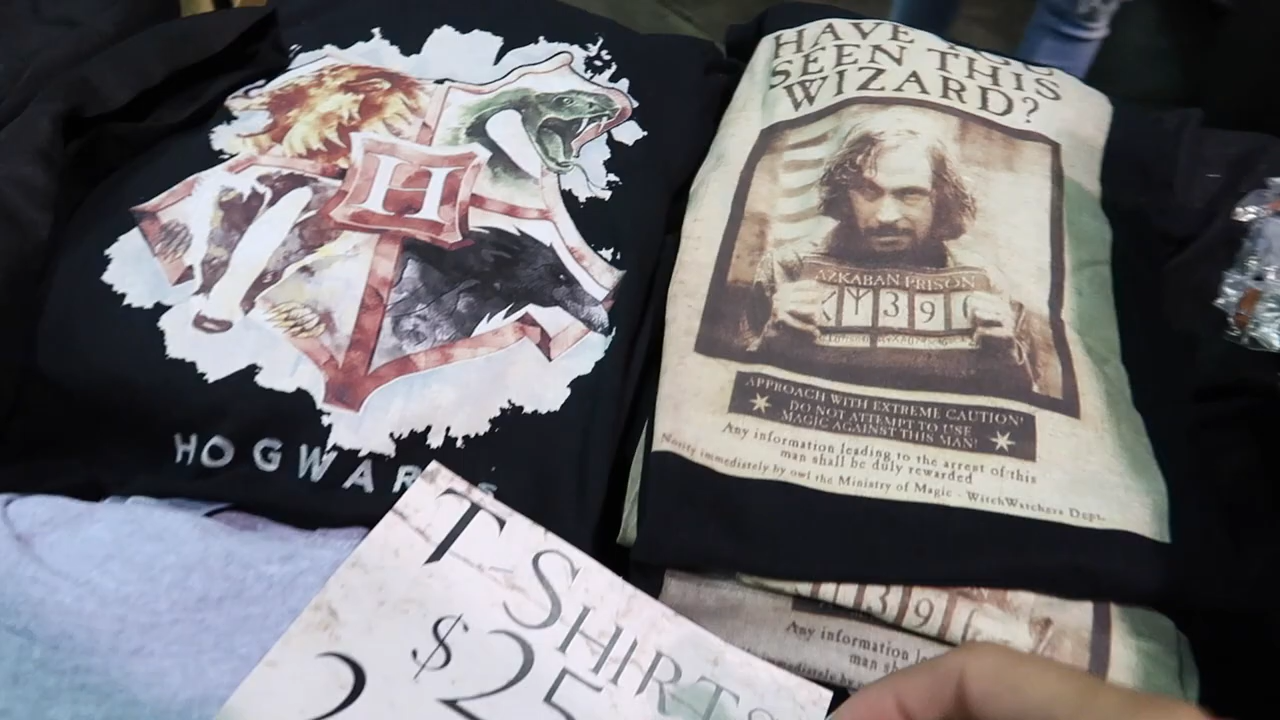 H
HOGWARTS
HAVE YOU
SEEN THIS
WIZARD?
AZKABAN PRISON
390
APPROACH WITH EXTREME CAUTION!
DO NOT ATTEMPT TO USE
MAGIC AGAINST THIS MAN!
Any information leading to the arrest of this
man shall be duly rewarded
Notify immediately by owl the Ministry of Magic - WitchWatchers Dept.
T-SHIRTS
$25
39
Any information
man
immediately